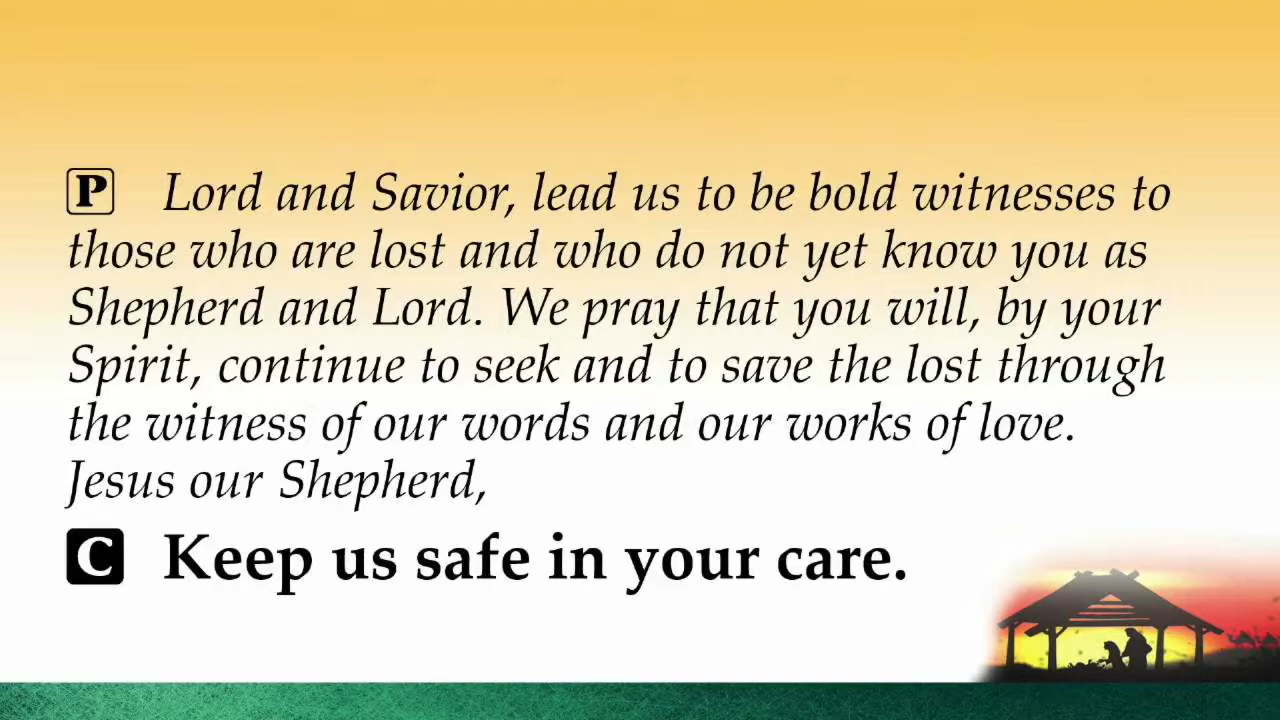 P Lord and Savior, lead us to be bold witnesses to
those who are lost and who do not yet know you as
Shepherd and Lord. We pray that you will, by your
Spirit, continue to seek and to save the lost through
the witness of our words and our works of love.
Jesus our Shepherd,
C Keep us safe in your care.